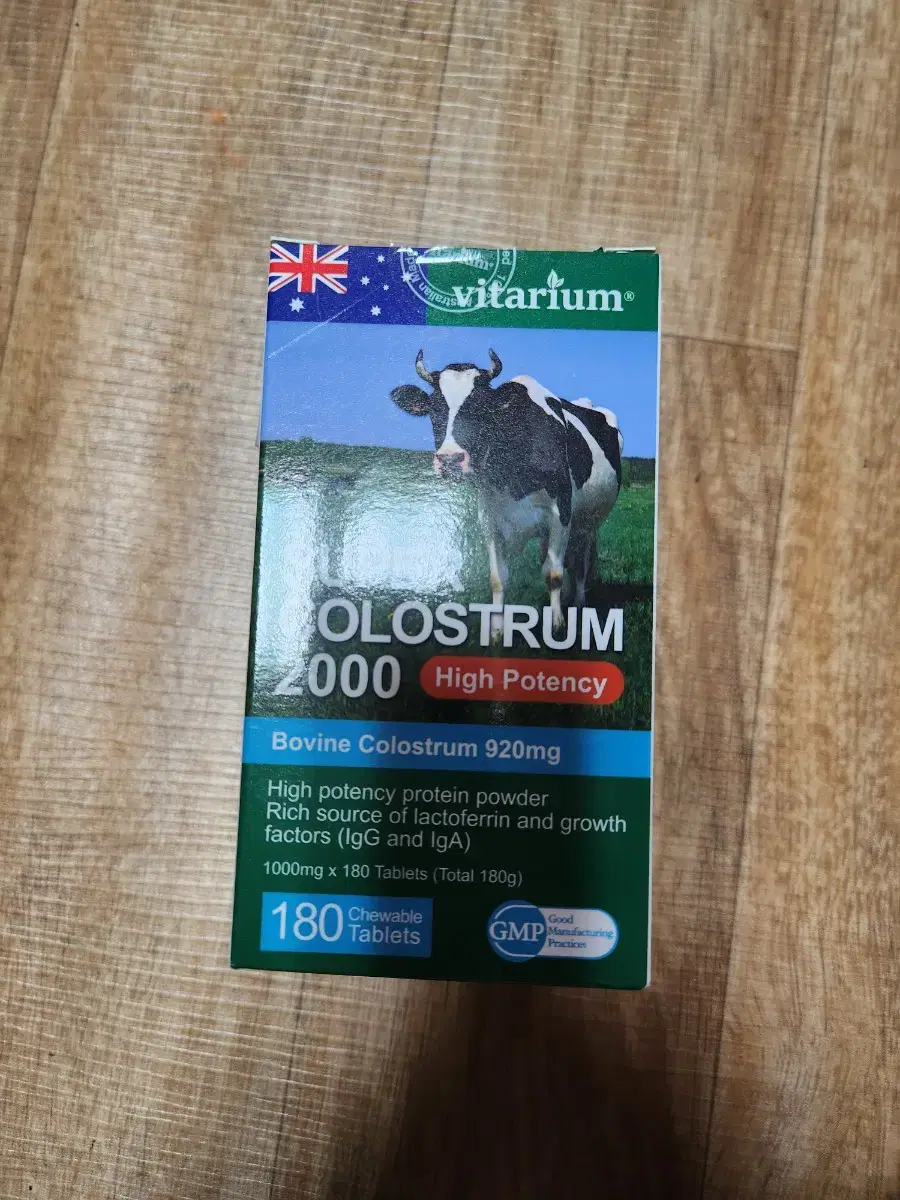 vitarium®
COLOSTRUM
2000 High Potency
Bovine Colostrum 920mg
High potency protein powder
Rich source of lactoferrin and growth
factors (IgG and IgA)
1000mg x 180 Tablets (Total 180g)
180 Chewable
Tablets
GMP Good
Manufacturing
Practices